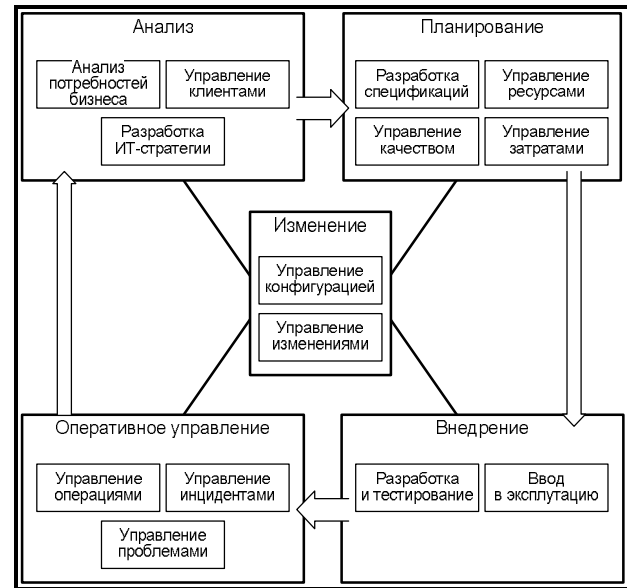 Анализ
Анализ
потребностей
бизнеса
Управление
клиентами
Разработка
ИТ-стратегии
Планирование
Разработка
спецификаций
Управление
ресурсами
Управление
качеством
Управление
затратами
Изменение
Управление
конфигурацией
Управление
изменениями
Оперативное управление
Управление
операциями
Управление
инцидентами
Управление
проблемами
Внедрение
Разработка
и тестирование
Ввод
в эксплутацию